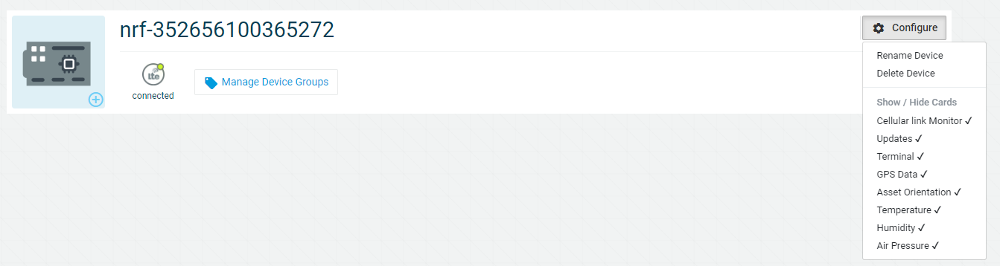 nrf-352656100365272
Configure
lte
connected
Manage Device Groups
Rename Device
Delete Device
Show / Hide Cards
Cellular link Monitor ✓
Updates ✓
Terminal ✓
GPS Data ✓
Asset Orientation ✓
Temperature ✓
Humidity ✓
Air Pressure ✓